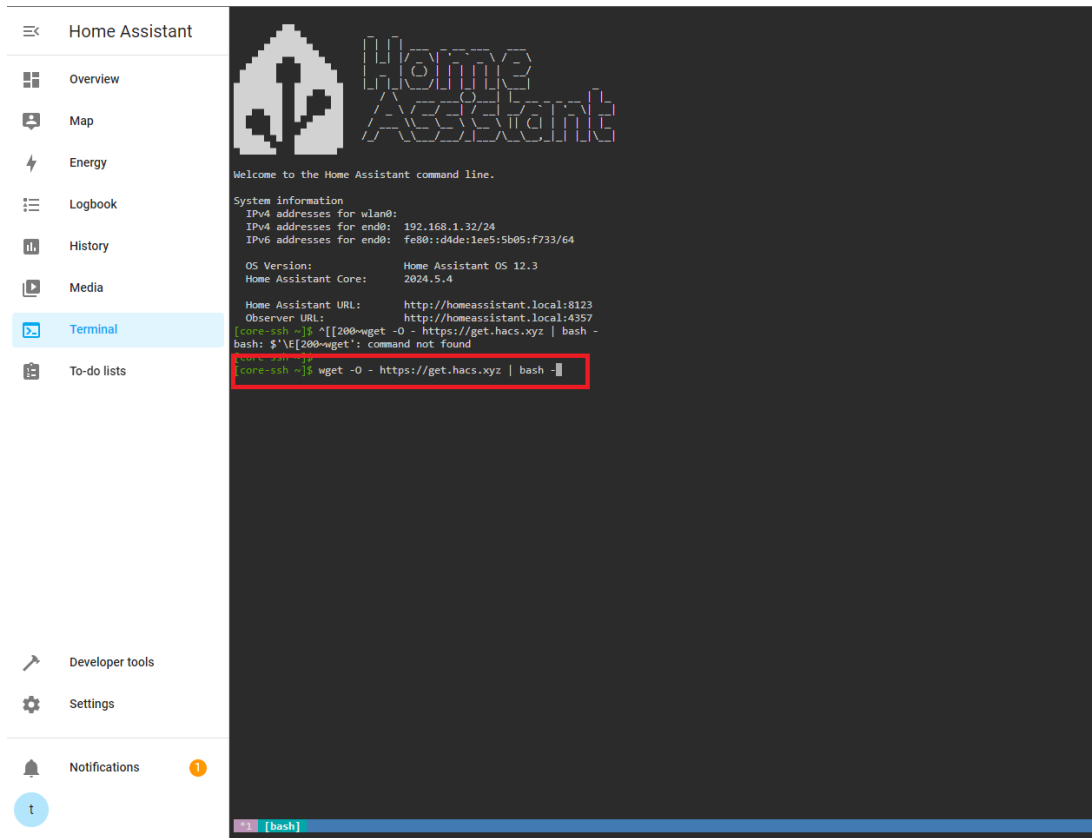 Home Assistant
Overview
Map
Energy
Logbook
History
Media
Terminal
To-do lists
Developer tools
Settings
Notifications 1
t
Home
Assistant
Welcome to the Home Assistant command line.
System information
IPv4 addresses for wlan0:
IPv4 addresses for end0: 192.168.1.32/24
IPv6 addresses for end0: fe80::d4de:1ee5:5b05:f733/64
OS Version: Home Assistant OS 12.3
Home Assistant Core: 2024.5.4
Home Assistant URL: http://homeassistant.local:8123
Observer URL: http://homeassistant.local:4357
[core-ssh ~]$ ^[[200~wget -O - https://get.hacs.xyz | bash -
bash: $'\E[200~wget': command not found
[core-ssh ~]$
[core-ssh ~]$ wget -O - https://get.hacs.xyz | bash -
*1 [bash]